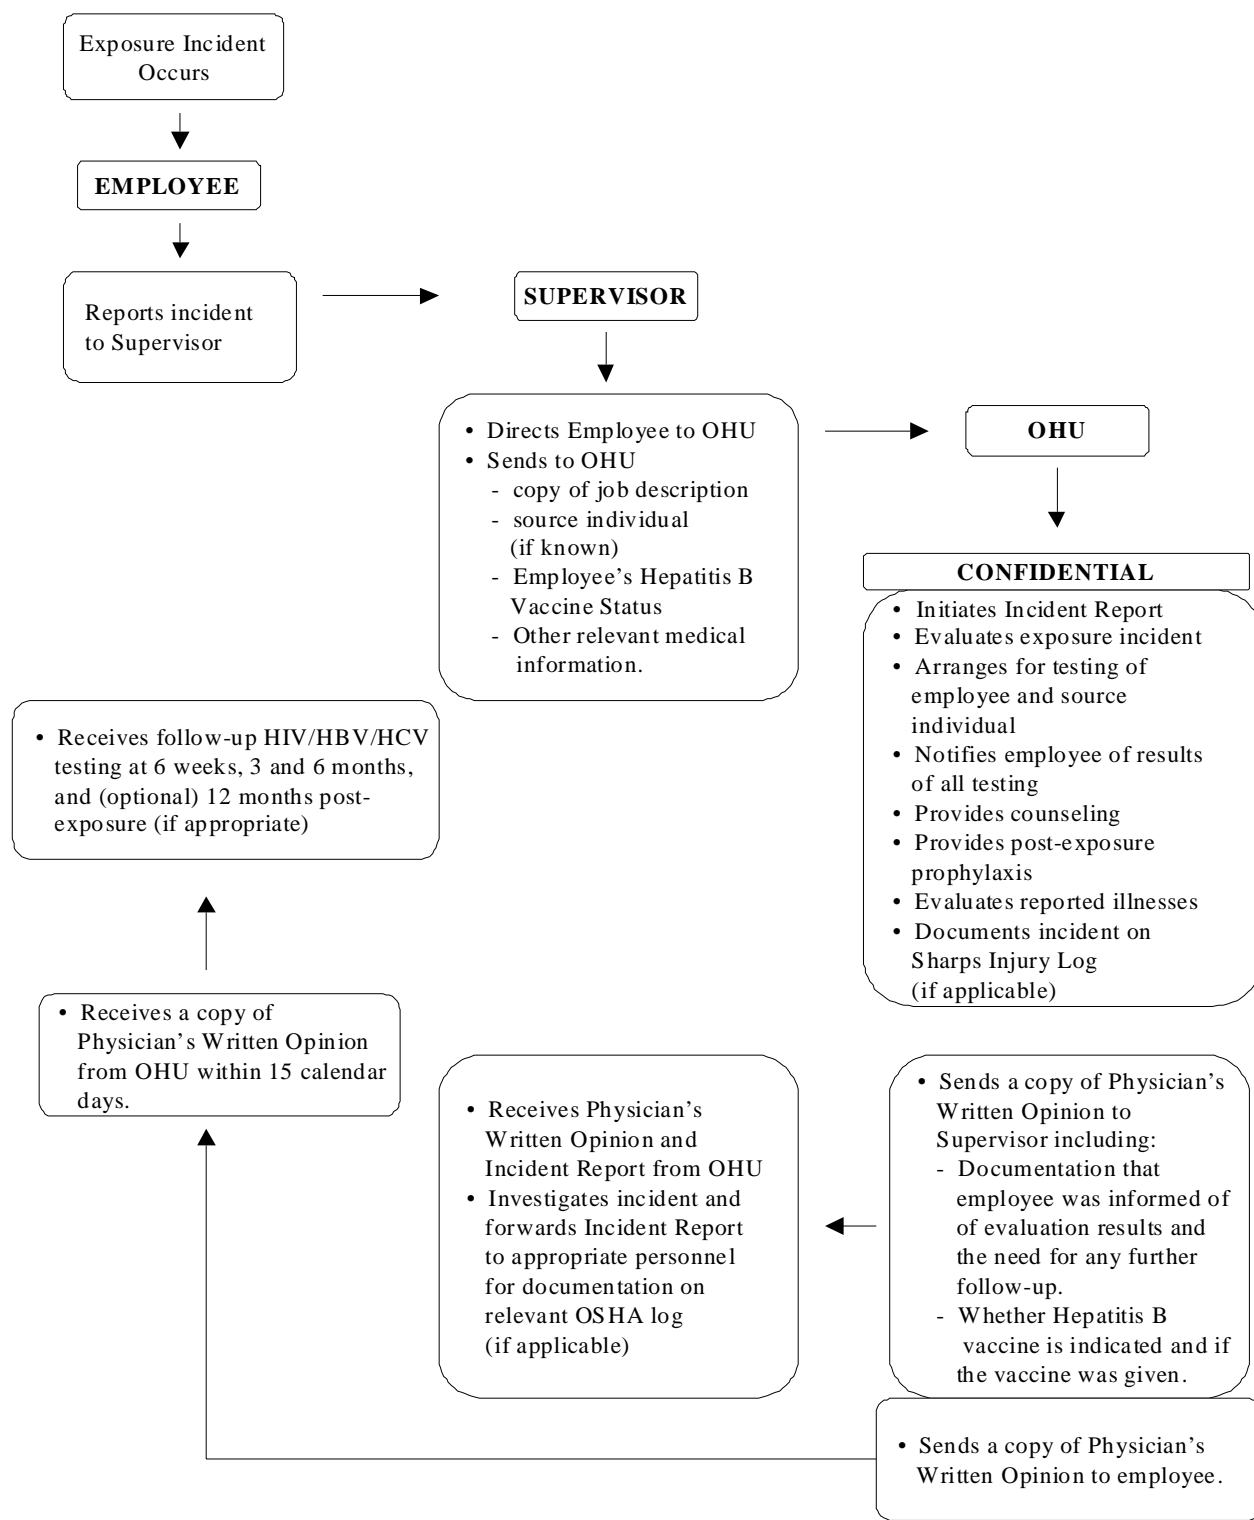 Exposure Incident
Occurs
EMPLOYEE
Reports incident
to Supervisor
SUPERVISOR
• Directs Employee to OHU
• Sends to OHU
- copy of job description
- source individual
(if known)
- Employee’s Hepatitis B
Vaccine Status
- Other relevant medical
information.
OHU
CONFIDENTIAL
• Initiates Incident Report
• Evaluates exposure incident
• Arranges for testing of
employee and source
individual
• Notifies employee of results
of all testing
• Provides counseling
• Provides post-exposure
prophylaxis
• Evaluates reported illnesses
• Documents incident on
Sharps Injury Log
(if applicable)
• Sends a copy of Physician’s
Written Opinion to
Supervisor including:
- Documentation that
employee was informed of
of evaluation results and
the need for any further
follow-up.
- Whether Hepatitis B
vaccine is indicated and if
the vaccine was given.
• Sends a copy of Physician’s
Written Opinion to employee.
• Receives Physician’s
Written Opinion and
Incident Report from OHU
• Investigates incident and
forwards Incident Report
to appropriate personnel
for documentation on
relevant OSHA log
(if applicable)
• Receives a copy of
Physician’s Written Opinion
from OHU within 15 calendar
days.
• Receives follow-up HIV/HBV/HCV
testing at 6 weeks, 3 and 6 months,
and (optional) 12 months post-
exposure (if appropriate)